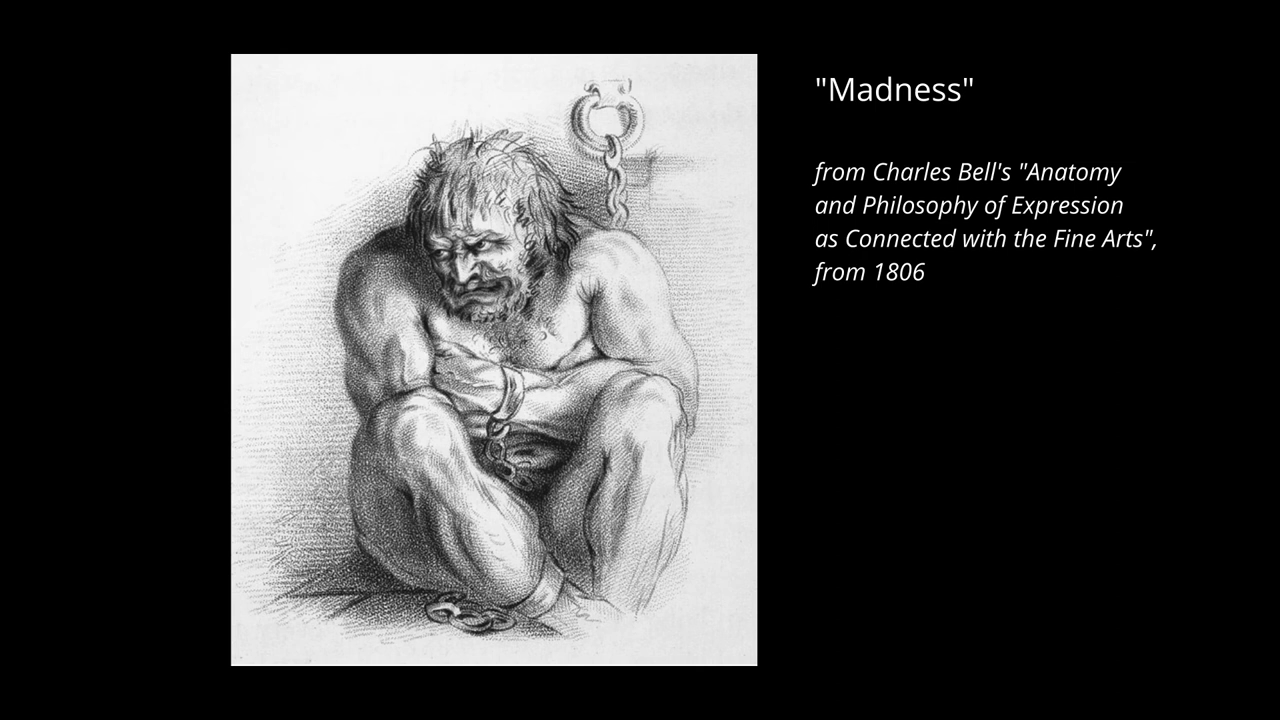 "Madness"
from Charles Bell's "Anatomy
and Philosophy of Expression
as Connected with the Fine Arts",
from 1806